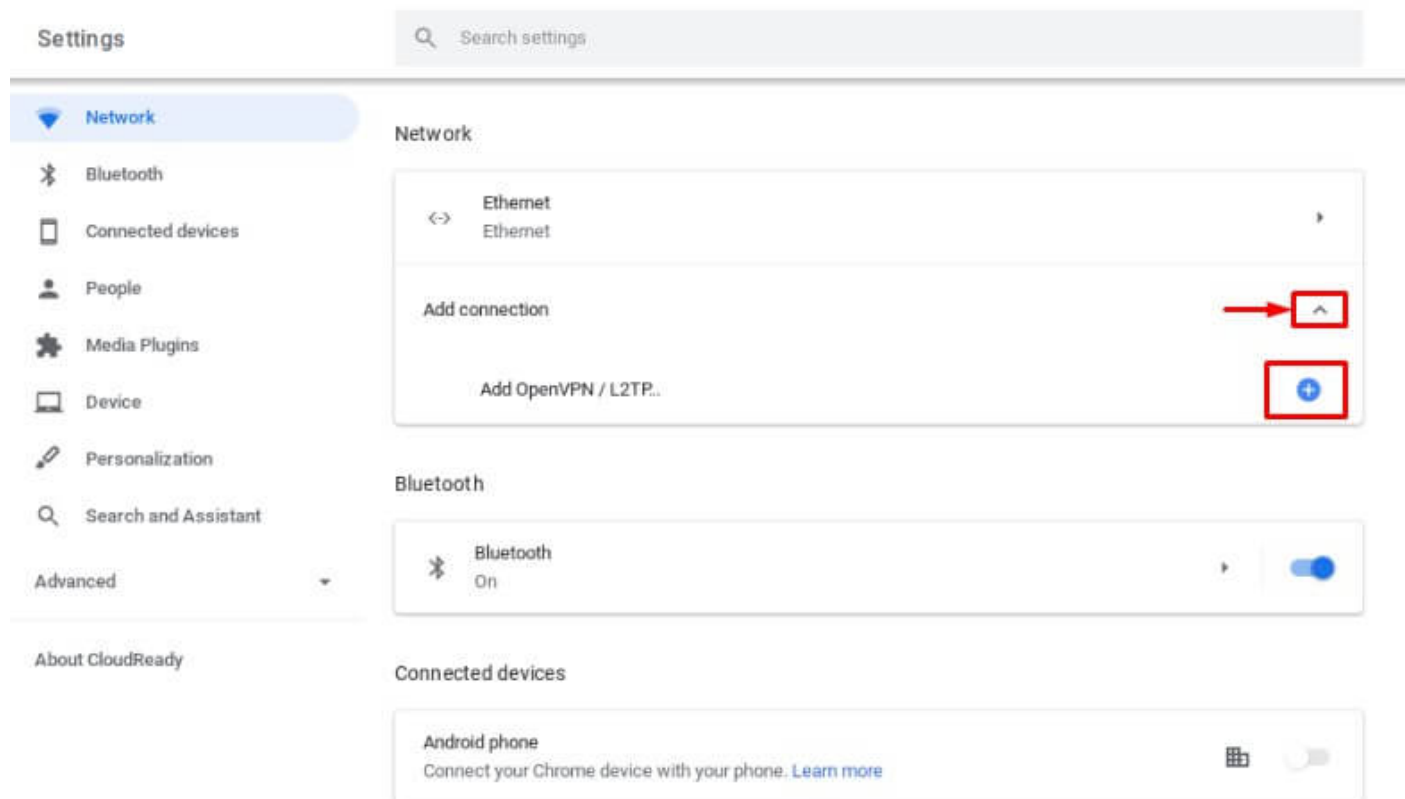 Settings
Search settings
Network
Bluetooth
Connected devices
People
Media Plugins
Device
Personalization
Search and Assistant
Advanced
About CloudReady
Network
Ethernet
Ethernet
Add connection
Add OpenVPN / L2TP...
Bluetooth
Bluetooth
On
Connected devices
Android phone
Connect your Chrome device with your phone. Learn more